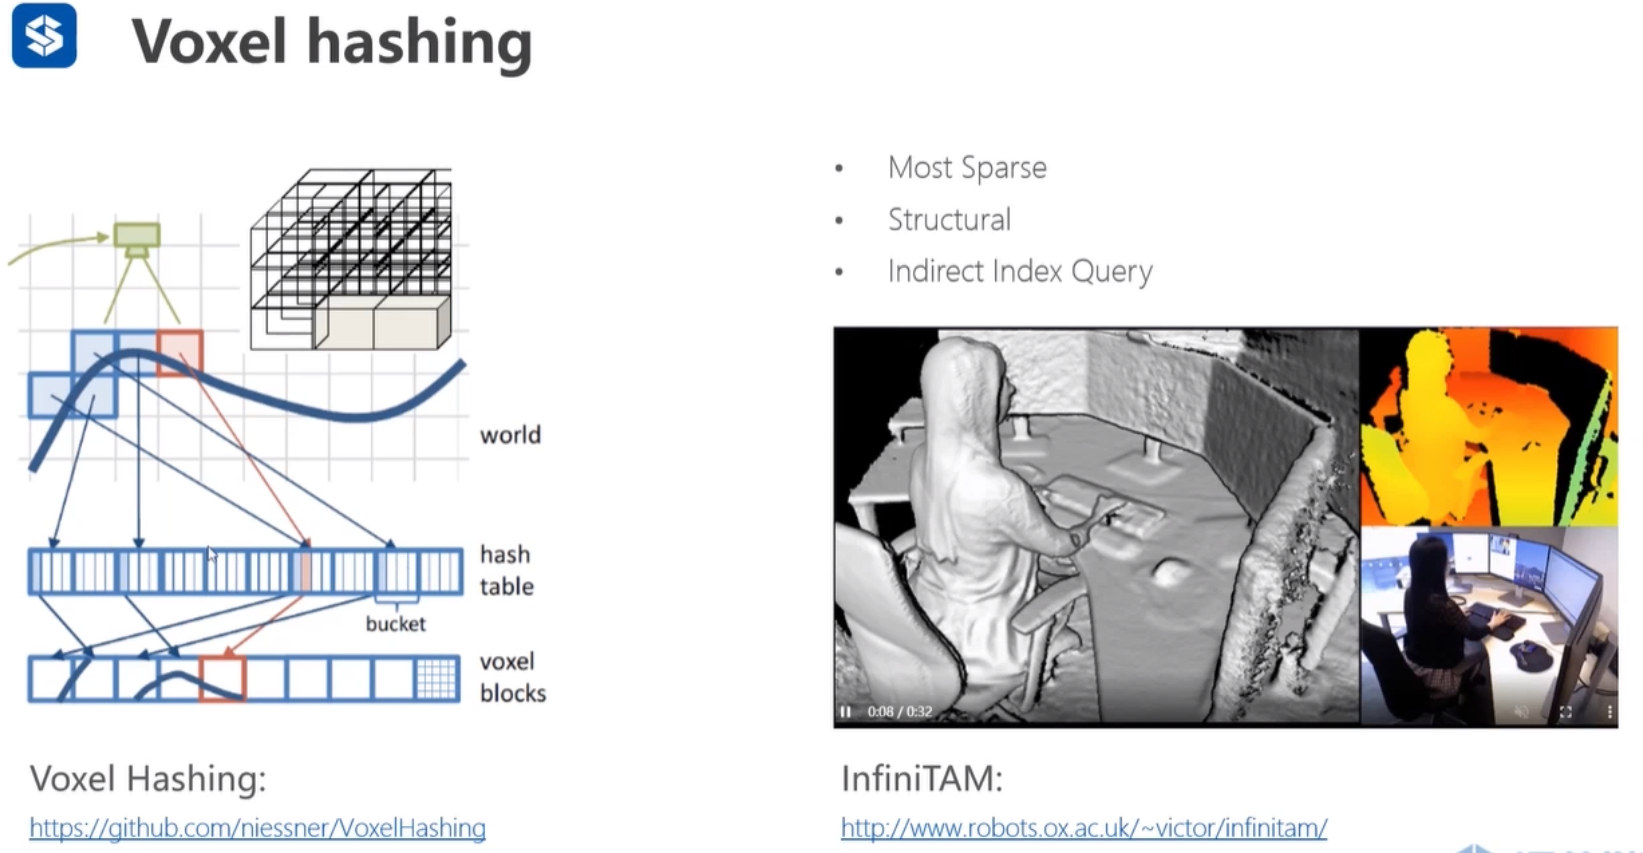 Voxel hashing
• Most Sparse
• Structural
• Indirect Index Query
world
hash
table
bucket
voxel
blocks
0:08 / 0:32
Voxel Hashing:
https://github.com/niessner/VoxelHashing
InfiniTAM:
http://www.robots.ox.ac.uk/~victor/infinitam/